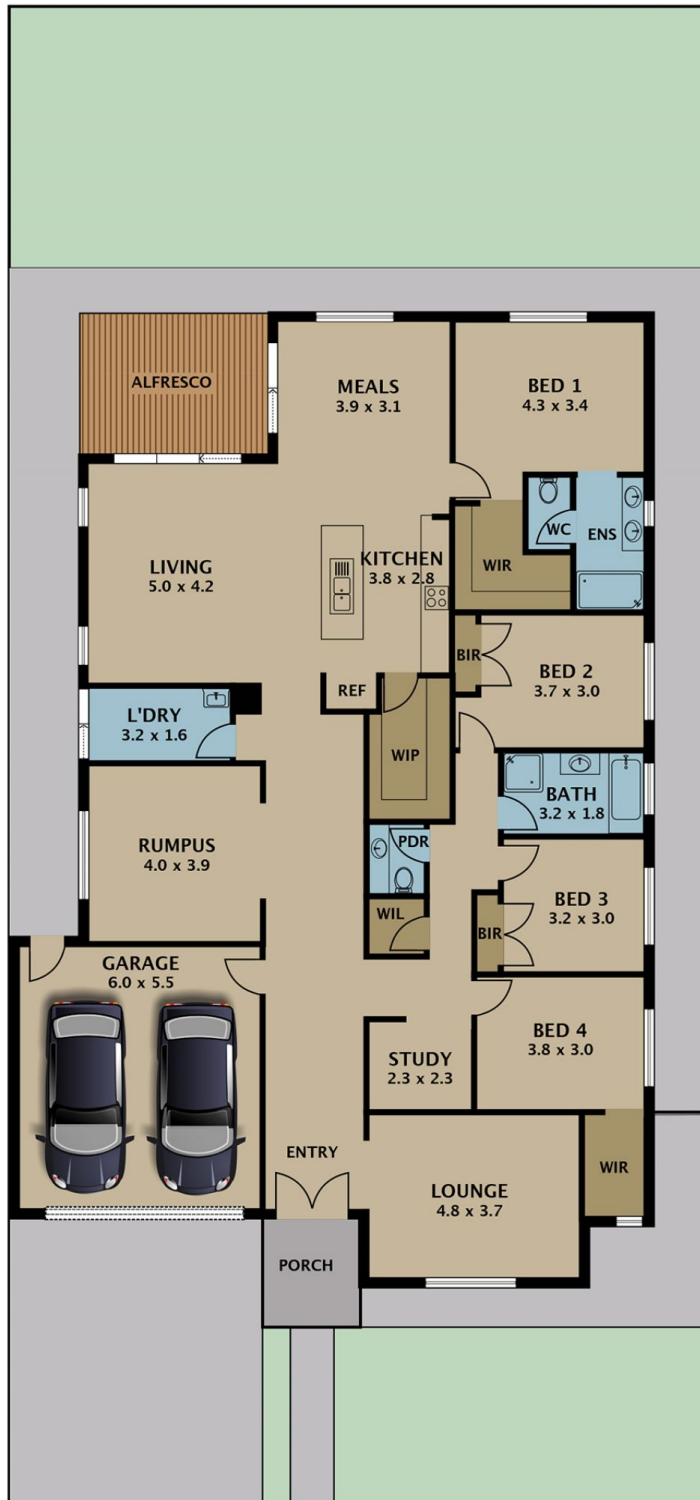 ALFRESCO
MEALS
3.9 x 3.1
BED 1
4.3 x 3.4
LIVING
5.0 x 4.2
KITCHEN
3.8 x 2.8
WC
ENS
WIR
BIR
BED 2
3.7 x 3.0
REF
L'DRY
3.2 x 1.6
WIP
BATH
3.2 x 1.8
RUMPUS
4.0 x 3.9
PDR
WIL
BED 3
3.2 x 3.0
BIR
GARAGE
6.0 x 5.5
BED 4
3.8 x 3.0
STUDY
2.3 x 2.3
ENTRY
LOUNGE
4.8 x 3.7
WIR
PORCH